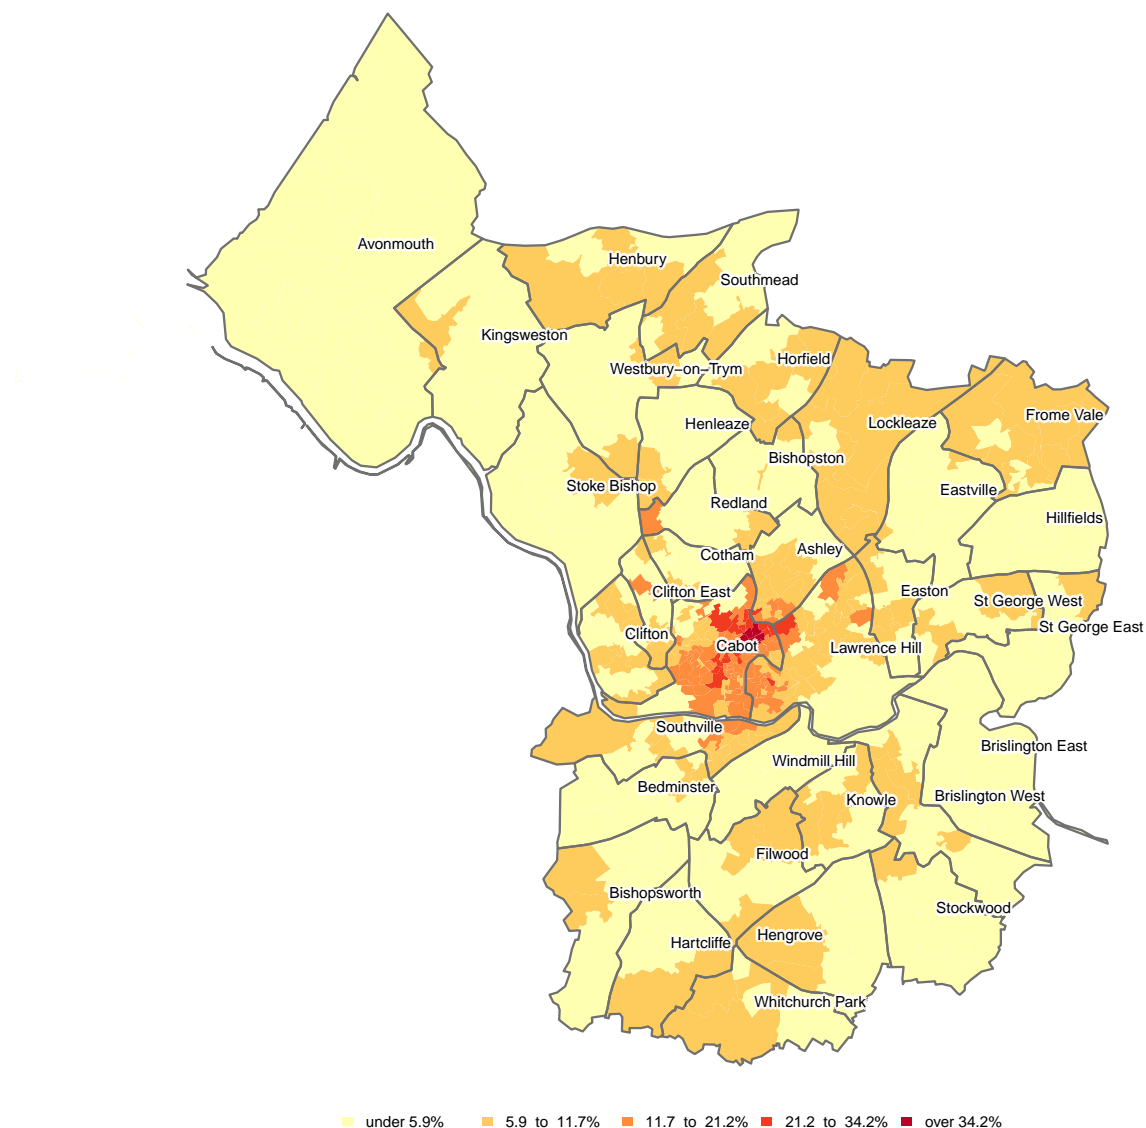 Avonmouth
Henbury
Southmead
Kingsweston
Horfield
Westbury−on−Trym
Frome Vale
Henleaze
Lockleaze
Bishopston
Stoke Bishop
Eastville
Redland
Hillfields
Ashley
Cotham
Clifton East
Easton
St George West
St George East
Clifton
Cabot
Lawrence Hill
Southville
Brislington East
Windmill Hill
Bedminster
Brislington West
Knowle
Filwood
Bishopsworth
Stockwood
Hengrove
Hartcliffe
Whitchurch Park
under 5.9% 5.9 to 11.7% 11.7 to 21.2% 21.2 to 34.2% over 34.2%